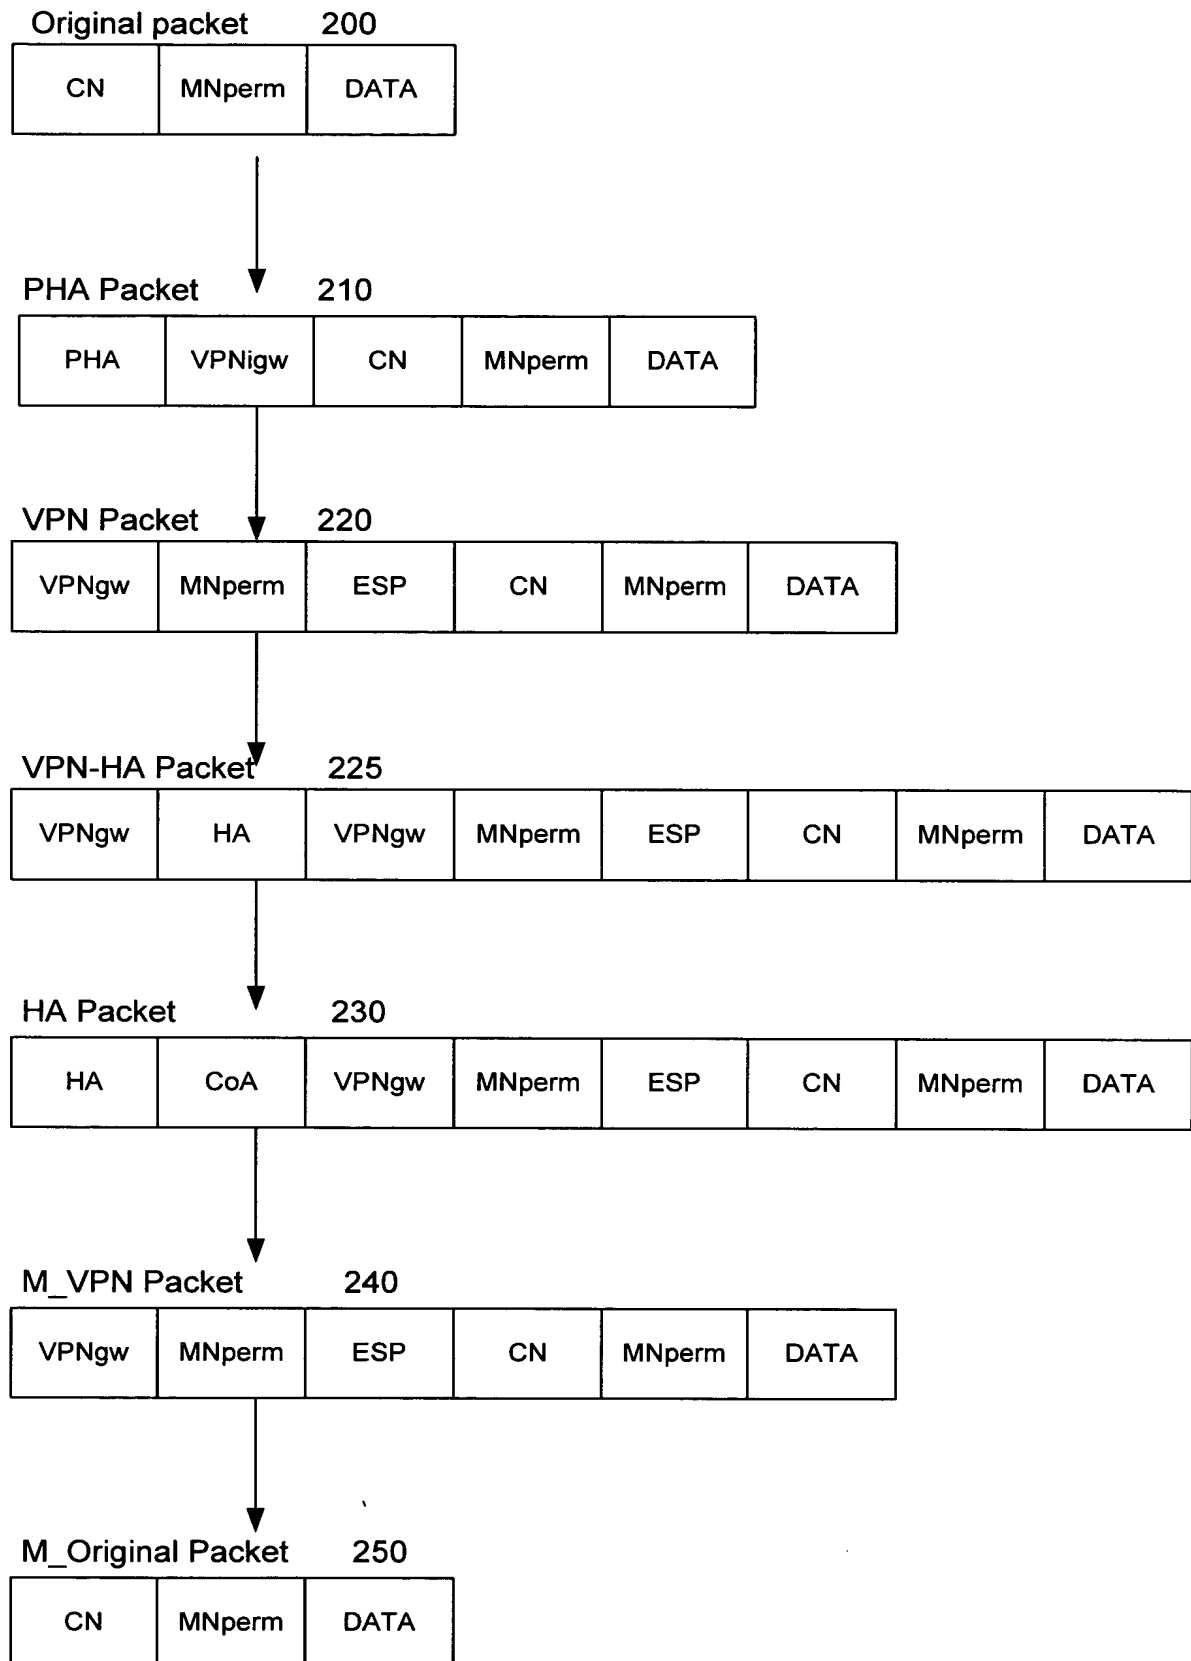 Original packet 200
CN MNperm DATA
PHA Packet 210
PHA VPNigw CN MNperm DATA
VPN Packet 220
VPNgw MNperm ESP CN MNperm DATA
VPN-HA Packet 225
VPNgw HA VPNgw MNperm ESP CN MNperm DATA
HA Packet 230
HA CoA VPNgw MNperm ESP CN MNperm DATA
M_VPN Packet 240
VPNgw MNperm ESP CN MNperm DATA
M_Original Packet 250
CN MNperm DATA